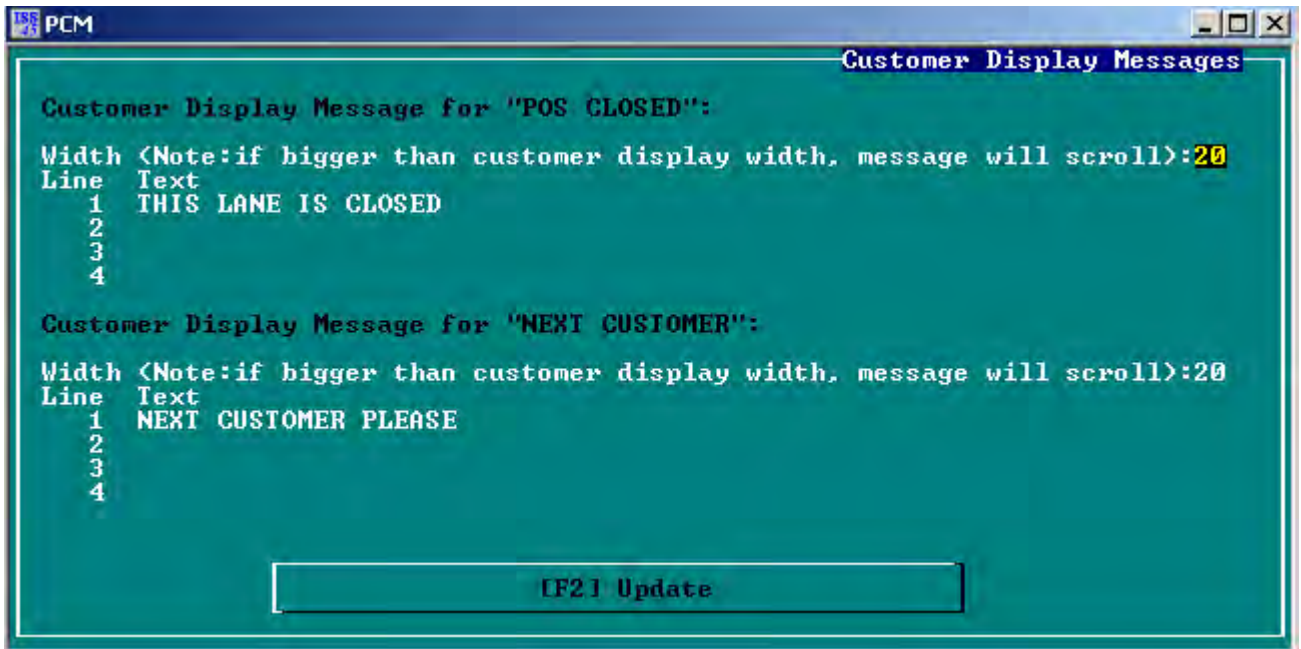 ISS
J5
PCM
Customer Display Messages
Customer Display Message for "POS CLOSED":
Width (Note:if bigger than customer display width, message will scroll):20
Line Text
1 THIS LANE IS CLOSED
2
3
4
Customer Display Message for "NEXT CUSTOMER":
Width (Note:if bigger than customer display width, message will scroll):20
Line Text
1 NEXT CUSTOMER PLEASE
2
3
4
[F2] Update